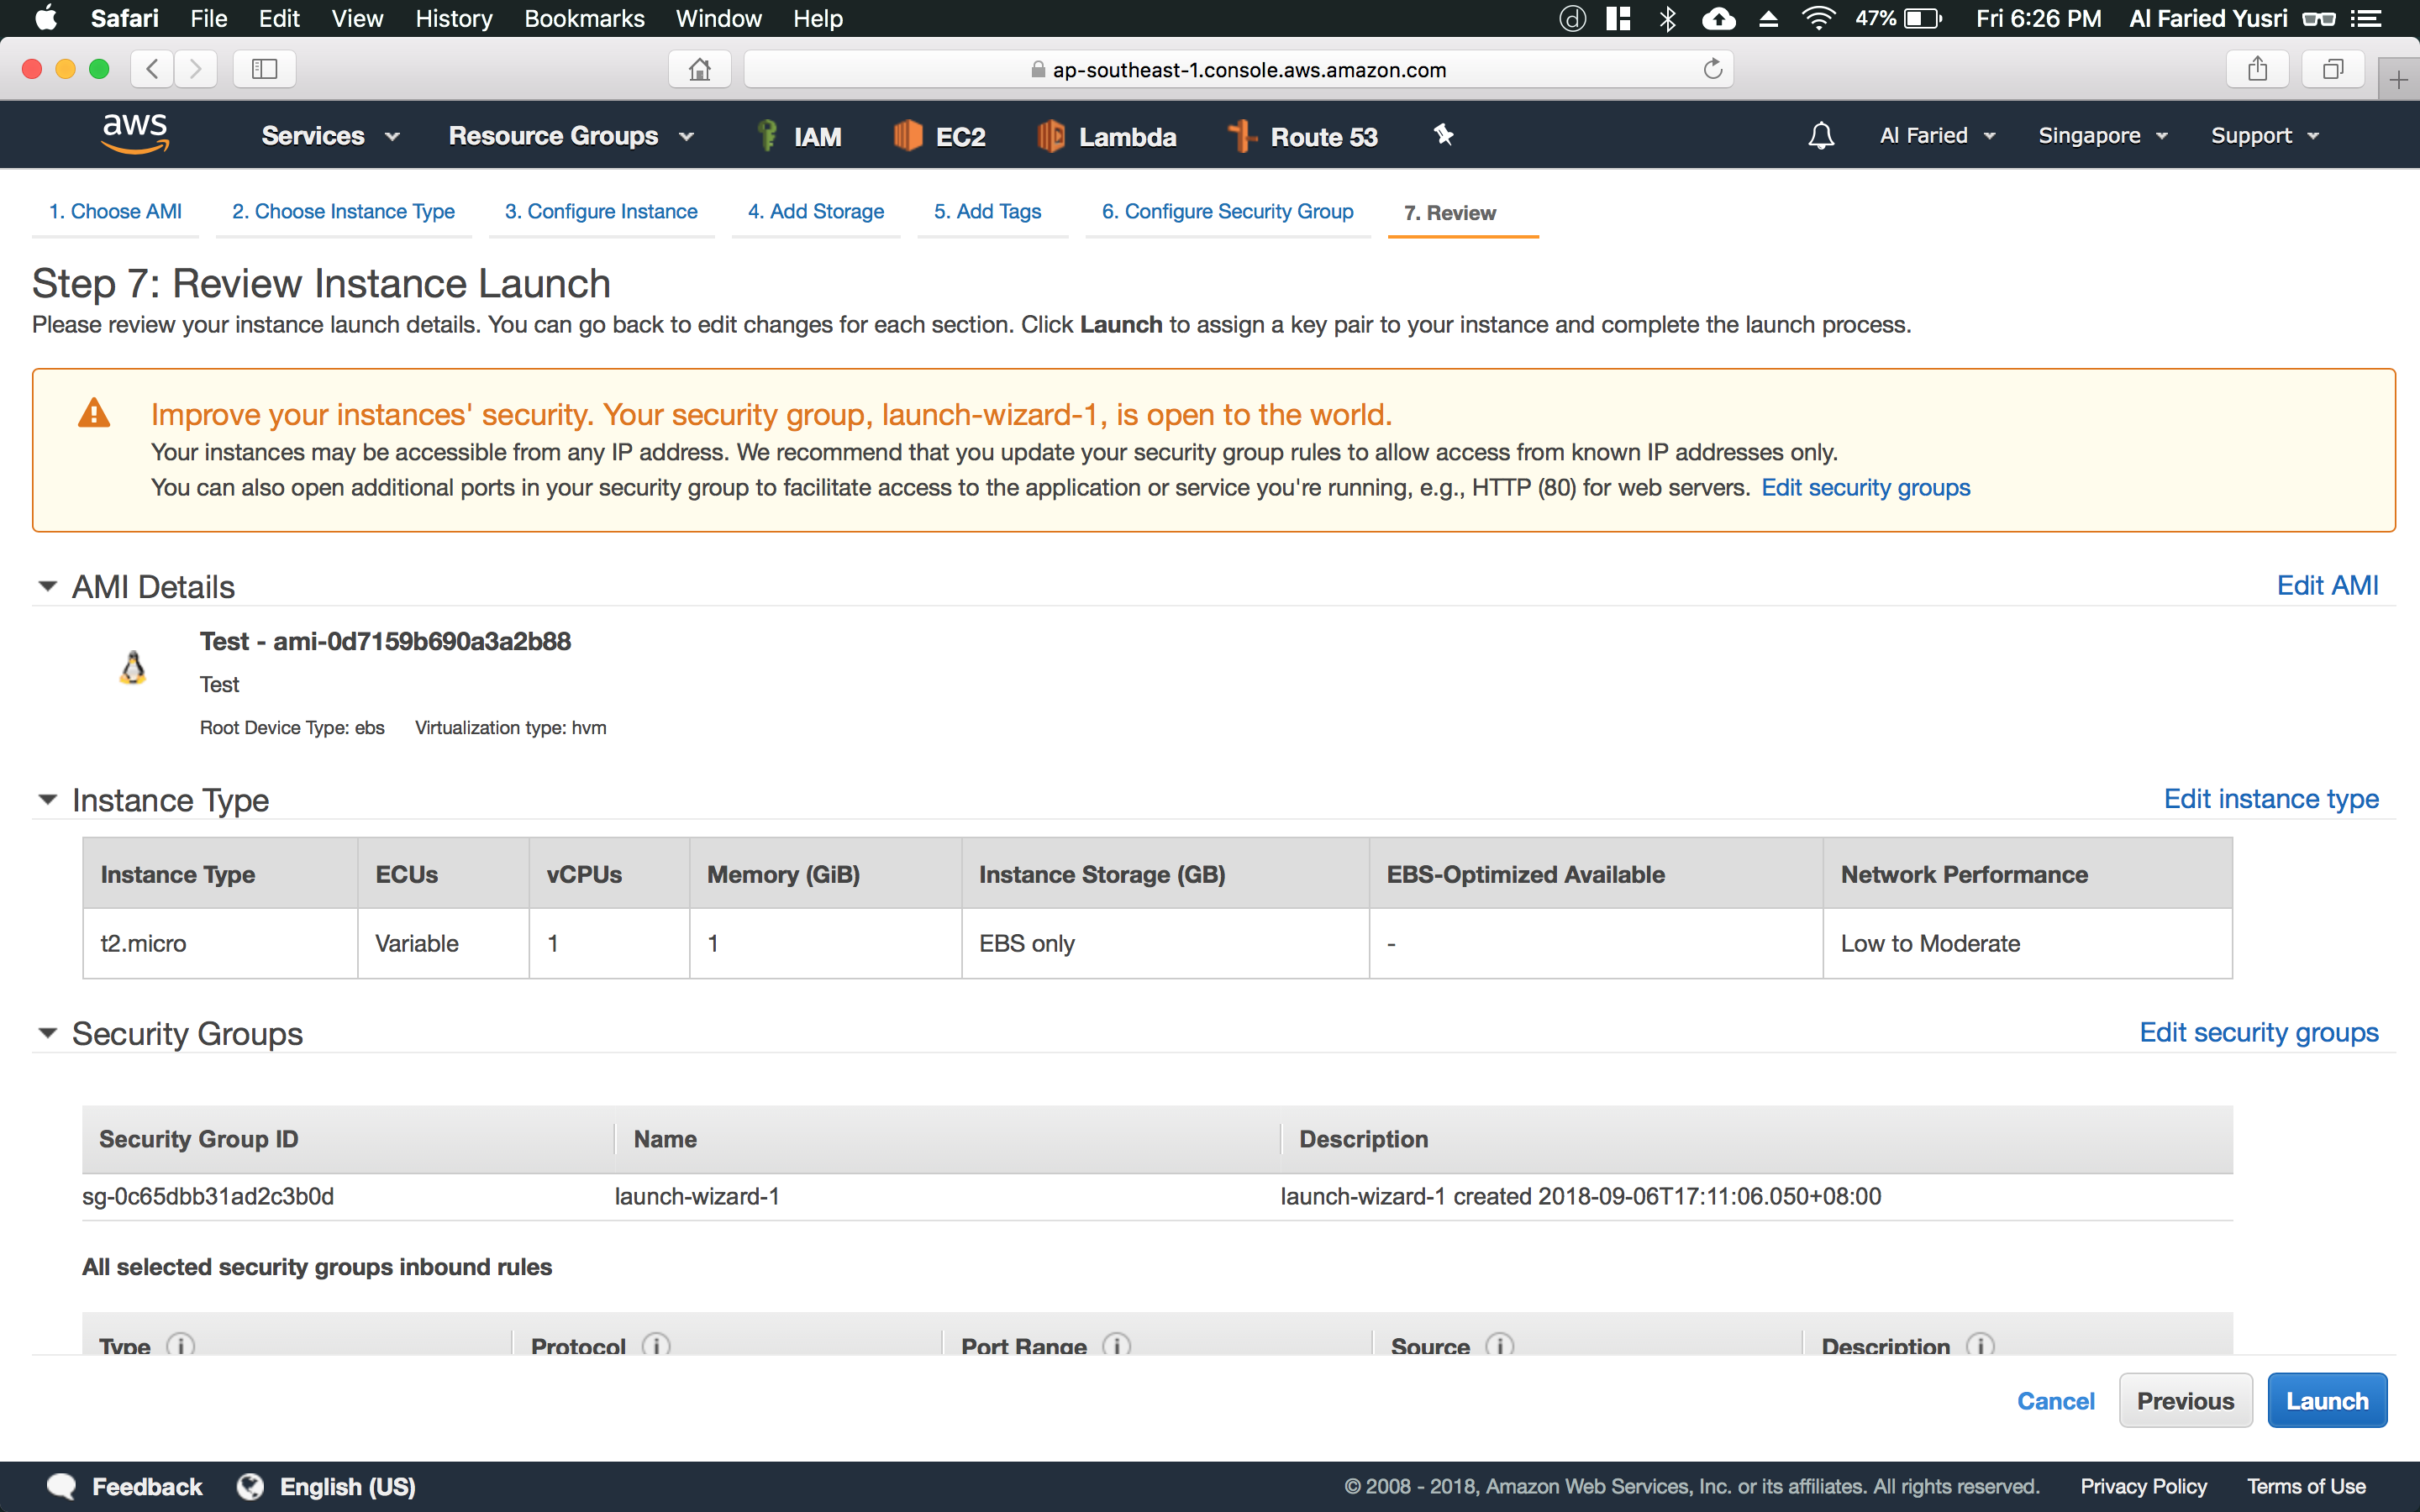 Safari File Edit View History Bookmarks Window Help 47% Fri 6:26 PM Al Faried Yusri
ap-southeast-1.console.aws.amazon.com
aws Services Resource Groups IAM EC2 Lambda Route 53 Al Faried Singapore Support
1. Choose AMI 2. Choose Instance Type 3. Configure Instance 4. Add Storage 5. Add Tags 6. Configure Security Group 7. Review
Step 7: Review Instance Launch
Please review your instance launch details. You can go back to edit changes for each section. Click Launch to assign a key pair to your instance and complete the launch process.
Improve your instances' security. Your security group, launch-wizard-1, is open to the world.
Your instances may be accessible from any IP address. We recommend that you update your security group rules to allow access from known IP addresses only.
You can also open additional ports in your security group to facilitate access to the application or service you're running, e.g., HTTP (80) for web servers. Edit security groups
AMI Details Edit AMI
Test - ami-0d7159b690a3a2b88
Test
Root Device Type: ebs Virtualization type: hvm
Instance Type Edit instance type
Instance Type ECUs vCPUs Memory (GiB) Instance Storage (GB) EBS-Optimized Available Network Performance
t2.micro Variable 1 1 EBS only - Low to Moderate
Security Groups Edit security groups
Security Group ID Name Description
sg-0c65dbb31ad2c3b0d launch-wizard-1 launch-wizard-1 created 2018-09-06T17:11:06.050+08:00
All selected security groups inbound rules
Type Protocol Port Range Source Description
Cancel Previous Launch
Feedback English (US) © 2008 - 2018, Amazon Web Services, Inc. or its affiliates. All rights reserved. Privacy Policy Terms of Use